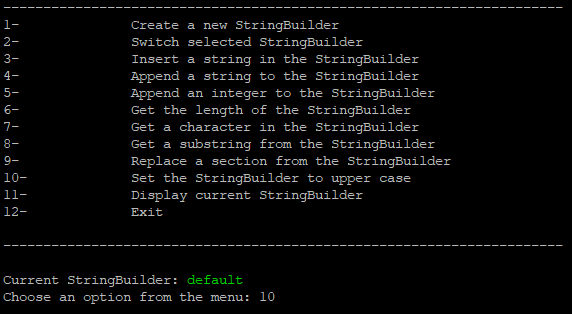 ----------------------------------------------------------------------
1- Create a new StringBuilder
2- Switch selected StringBuilder
3- Insert a string in the StringBuilder
4- Append a string to the StringBuilder
5- Append an integer to the StringBuilder
6- Get the length of the StringBuilder
7- Get a character in the StringBuilder
8- Get a substring from the StringBuilder
9- Replace a section from the StringBuilder
10- Set the StringBuilder to upper case
11- Display current StringBuilder
12- Exit
----------------------------------------------------------------------
Current StringBuilder: default
Choose an option from the menu: 10